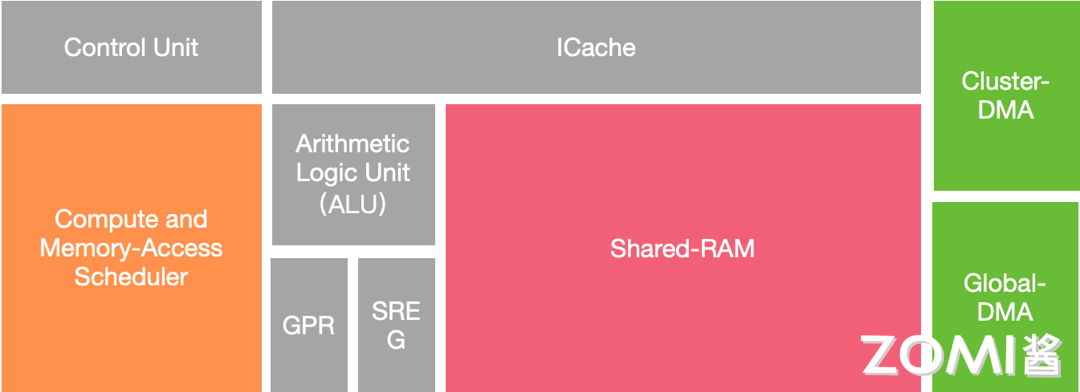 Control Unit
ICache
Cluster-
DMA
Arithmetic
Logic Unit
（ALU）
Compute and
Memory-Access
Scheduler
Shared-RAM
GPR
SRE
G
Global-
DMA
ZOMI酱